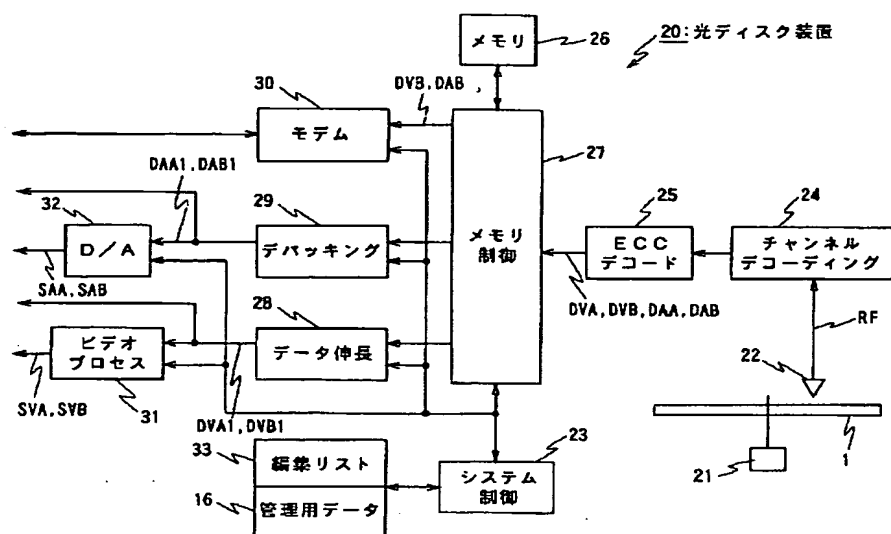 20:光ディスク装置
メモリ
26
30
DVB,DAB
モデム
27
DAA1,DAB1
32
29
25
24
D/A
デパッキング
メモリ
制御
ECC
デコード
チャンネル
デコーディング
SAA,SAB
28
DVA,DVB,DAA,DAB
RF
ビデオ
プロセス
データ伸長
22
SVA,SVB
31
DVA1,DVB1
23
1
33
編集リスト
システム
制御
21
16
管理用データ